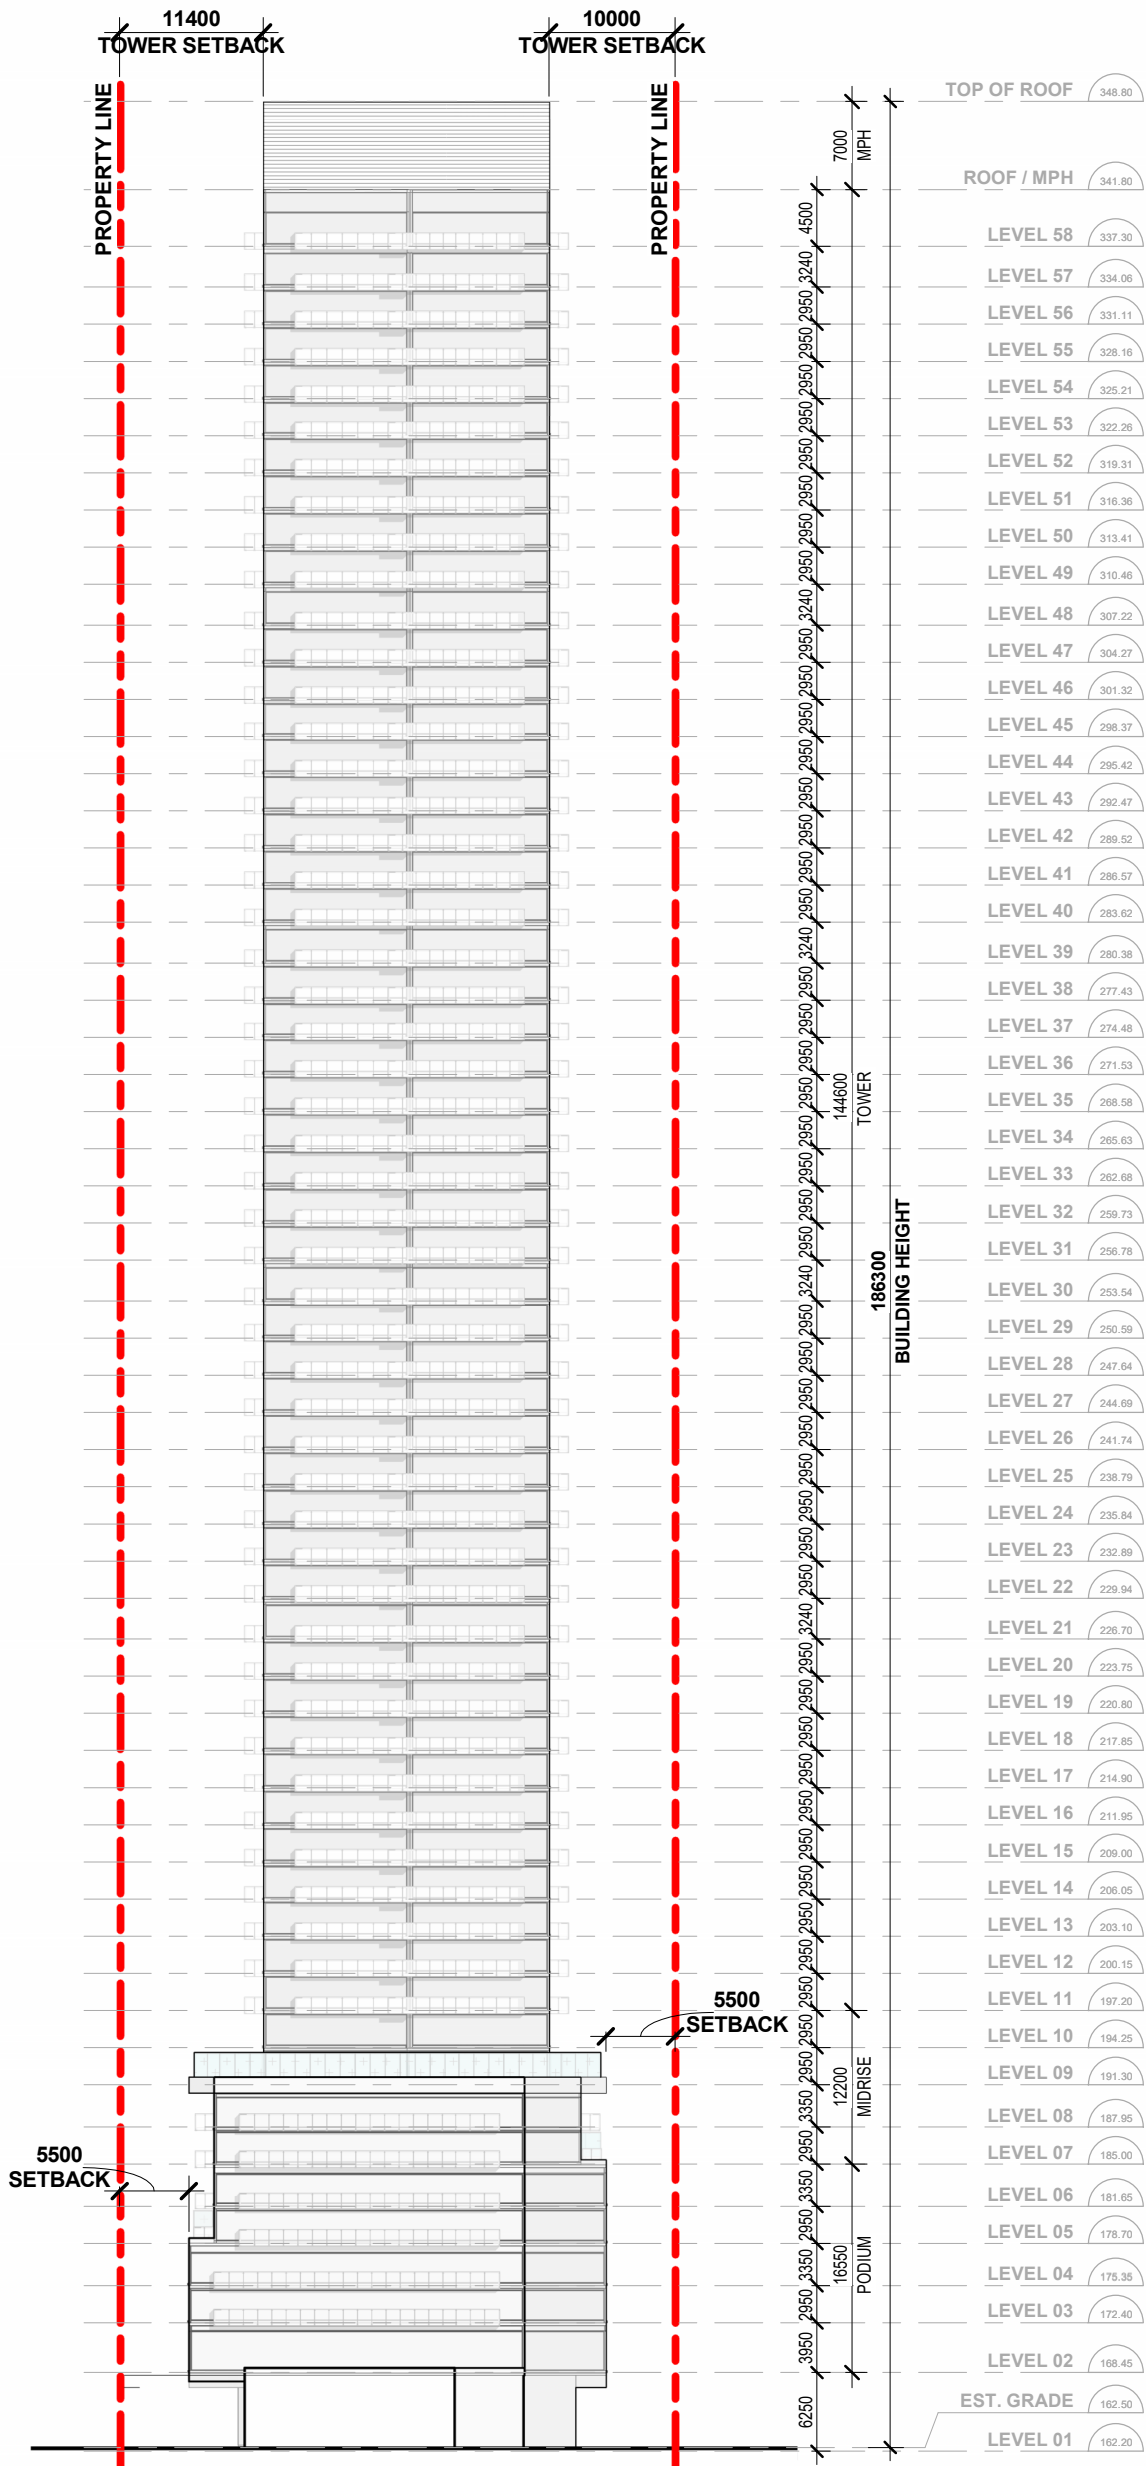 11400
TOWER SETBACK
10000
TOWER SETBACK
PROPERTY LINE
PROPERTY LINE
TOP OF ROOF 348.80
7000
MPH
ROOF / MPH 341.80
4500
LEVEL 58 337.30
3240
LEVEL 57 334.06
2950
LEVEL 56 331.11
2950
LEVEL 55 328.16
2950
LEVEL 54 325.21
2950
LEVEL 53 322.26
2950
LEVEL 52 319.31
2950
LEVEL 51 316.36
2950
LEVEL 50 313.41
2950
LEVEL 49 310.46
3240
LEVEL 48 307.22
2950
LEVEL 47 304.27
2950
LEVEL 46 301.32
2950
LEVEL 45 298.37
2950
LEVEL 44 295.42
2950
LEVEL 43 292.47
2950
LEVEL 42 289.52
2950
LEVEL 41 286.57
2950
LEVEL 40 283.62
3240
LEVEL 39 280.38
2950
LEVEL 38 277.43
2950
LEVEL 37 274.48
2950
LEVEL 36 271.53
2950
LEVEL 35 268.58
144600
TOWER
2950
LEVEL 34 265.63
2950
LEVEL 33 262.68
2950
LEVEL 32 259.73
2950
LEVEL 31 256.78
186300
BUILDING HEIGHT
3240
LEVEL 30 253.54
2950
LEVEL 29 250.59
2950
LEVEL 28 247.64
2950
LEVEL 27 244.69
2950
LEVEL 26 241.74
2950
LEVEL 25 238.79
2950
LEVEL 24 235.84
2950
LEVEL 23 232.89
2950
LEVEL 22 229.94
3240
LEVEL 21 226.70
2950
LEVEL 20 223.75
2950
LEVEL 19 220.80
2950
LEVEL 18 217.85
2950
LEVEL 17 214.90
2950
LEVEL 16 211.95
2950
LEVEL 15 209.00
2950
LEVEL 14 206.05
2950
LEVEL 13 203.10
2950
LEVEL 12 200.15
2950
LEVEL 11 197.20
5500
SETBACK
2950
LEVEL 10 194.25
2950
LEVEL 09 191.30
12200
MIDRISE
3350
LEVEL 08 187.95
2950
LEVEL 07 185.00
5500
SETBACK
3350
LEVEL 06 181.65
2950
LEVEL 05 178.70
16550
PODIUM
3350
LEVEL 04 175.35
2950
LEVEL 03 172.40
3950
LEVEL 02 168.45
6250
EST. GRADE 162.50
LEVEL 01 162.20